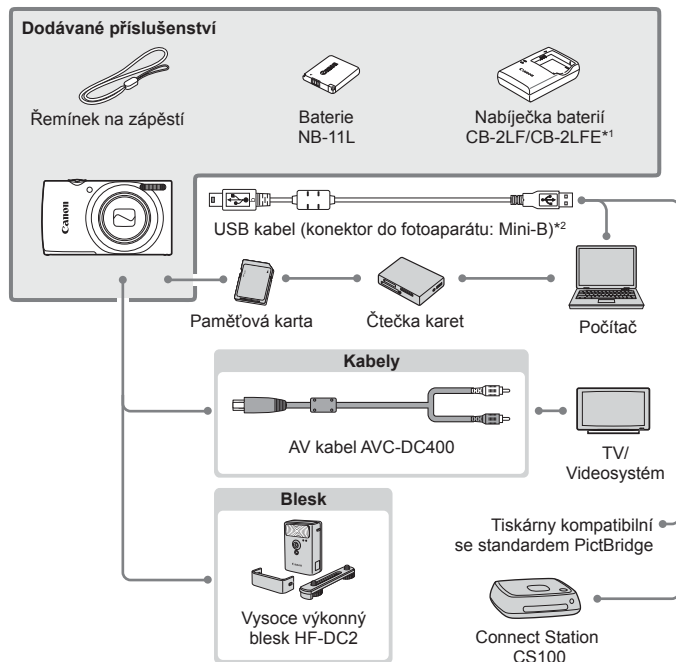 Dodávané příslušenství
Řemínek na zápěstí
Baterie
NB-11L
Nabíječka baterií
CB-2LF/CB-2LFE*1
Canon
USB kabel (konektor do fotoaparátu: Mini-B)*2
Paměťová karta
Čtečka karet
Počítač
Kabely
AV kabel AVC-DC400
TV/
Videosystém
Blesk
Vysoce výkonný
blesk HF-DC2
Tiskárny kompatibilní
se standardem PictBridge
Connect Station
CS100